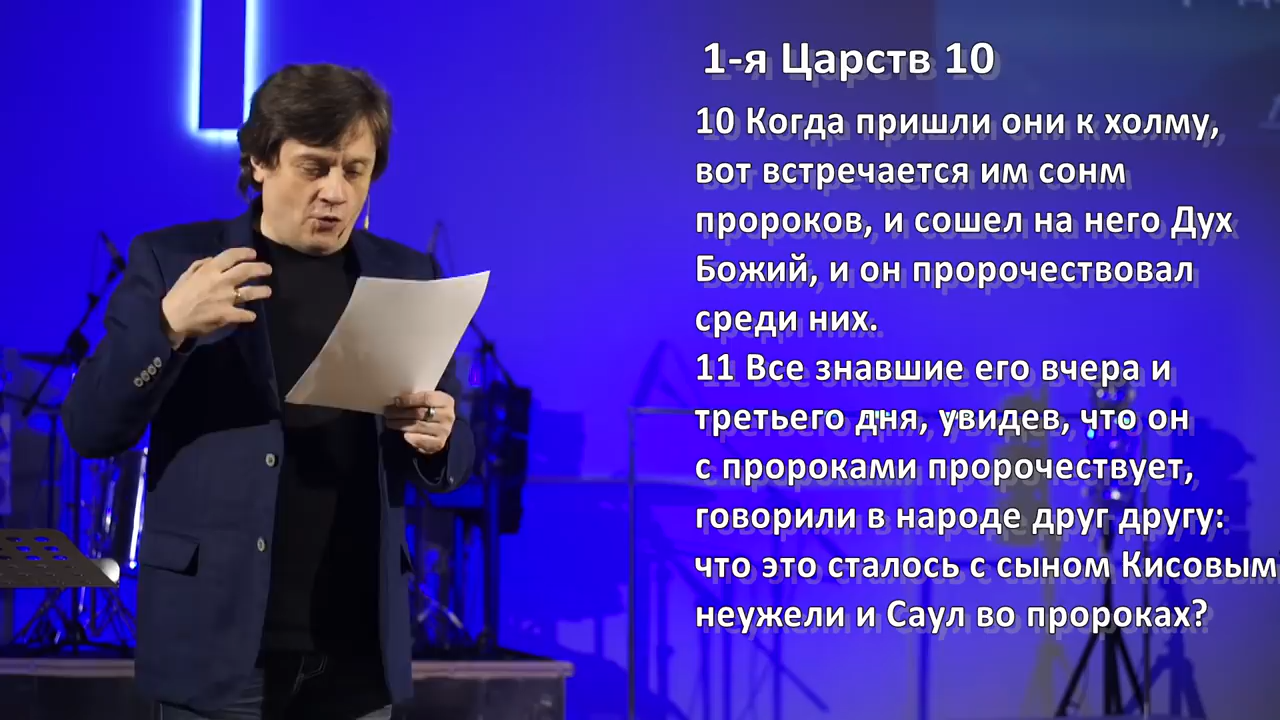 1-я Царств 10
10 Когда пришли они к холму,
вот встречается им сонм
пророков, и сошел на него Дух
Божий, и он пророчествовал
среди них.
11 Все знавшие его вчера и
третьего дня, увидев, что он
с пророками пророчествует,
говорили в народе друг другу:
что это сталось с сыном Кисовым
неужели и Саул во пророках?